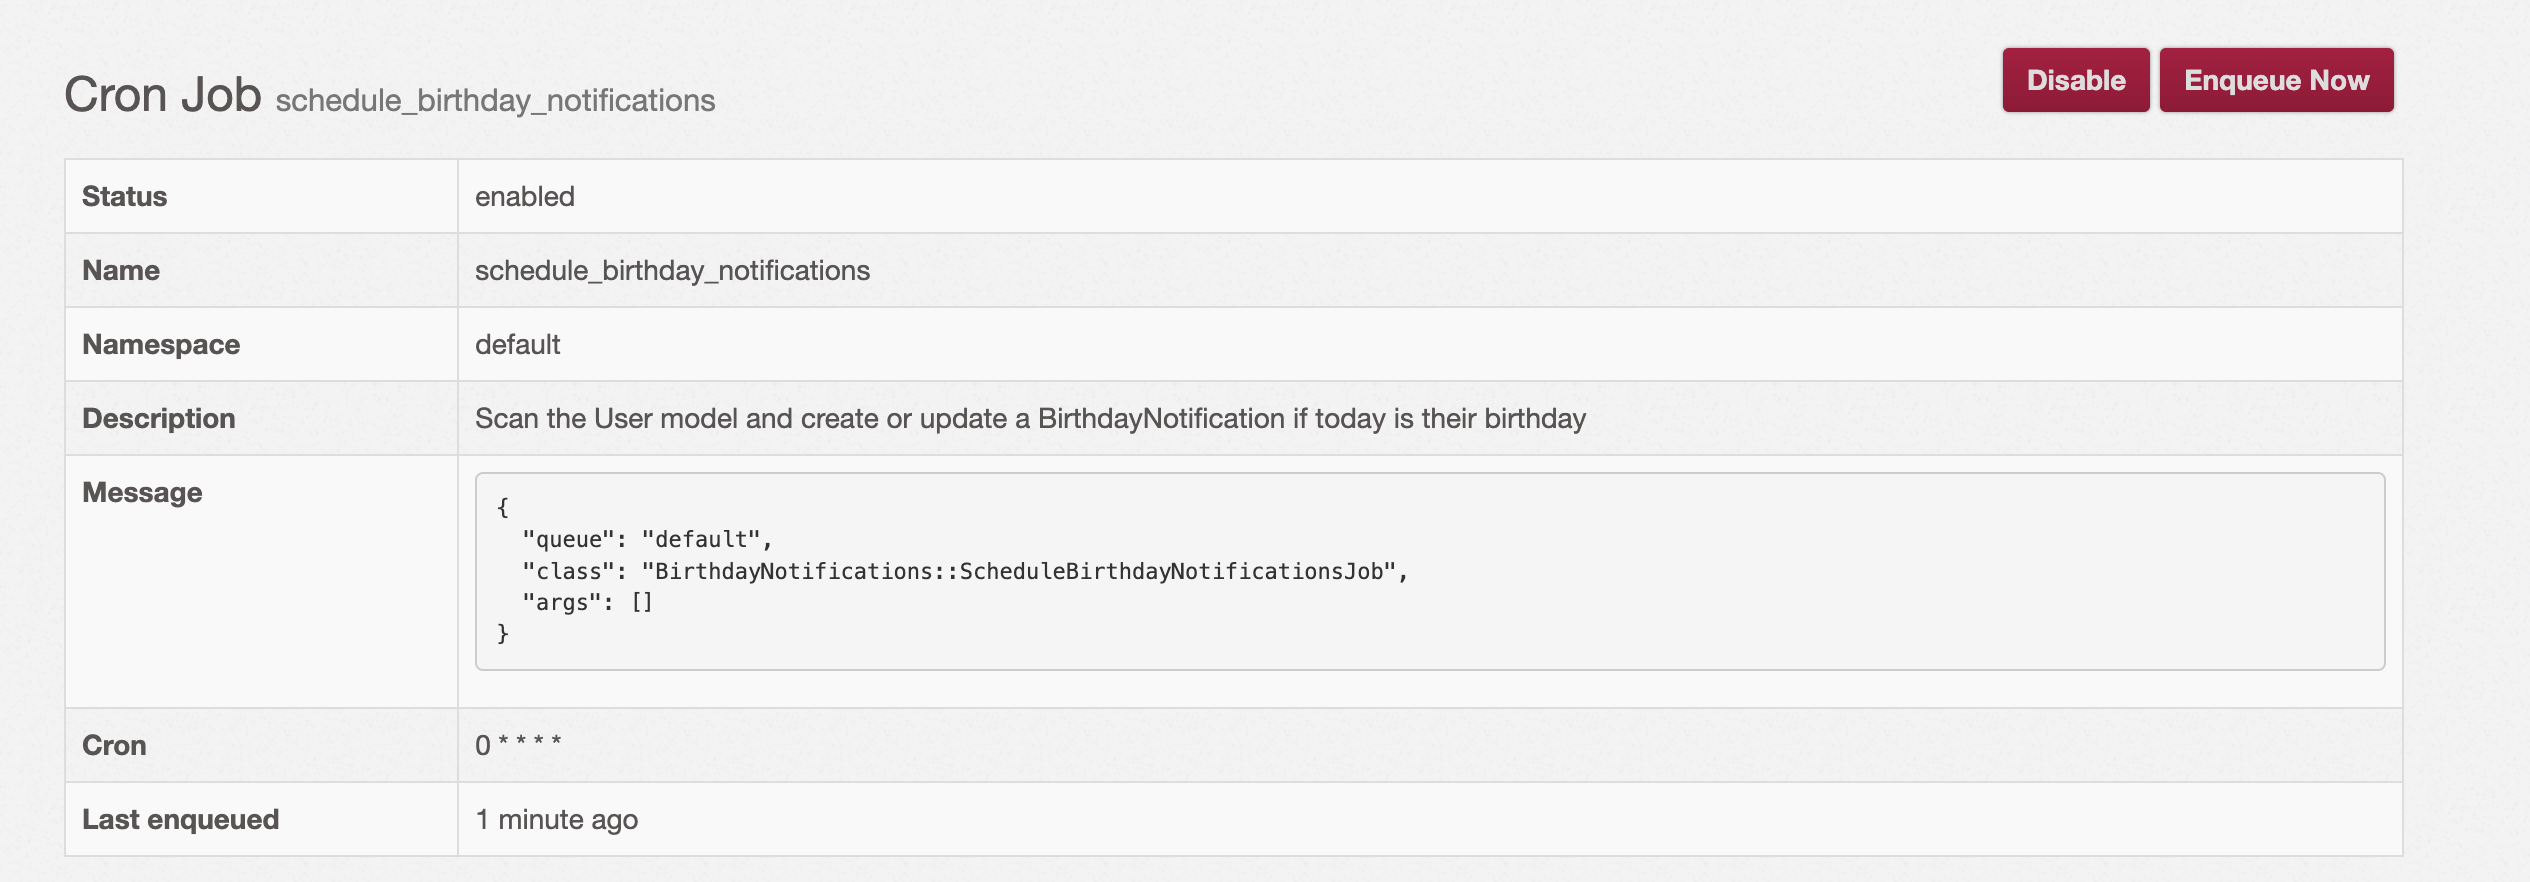 Cron Job schedule_birthday_notifications
Disable
Enqueue Now
Status enabled
Name schedule_birthday_notifications
Namespace default
Description Scan the User model and create or update a BirthdayNotification if today is their birthday
Message
{
  "queue": "default",
  "class": "BirthdayNotifications::ScheduleBirthdayNotificationsJob",
  "args": []
}
Cron 0 * * * *
Last enqueued 1 minute ago